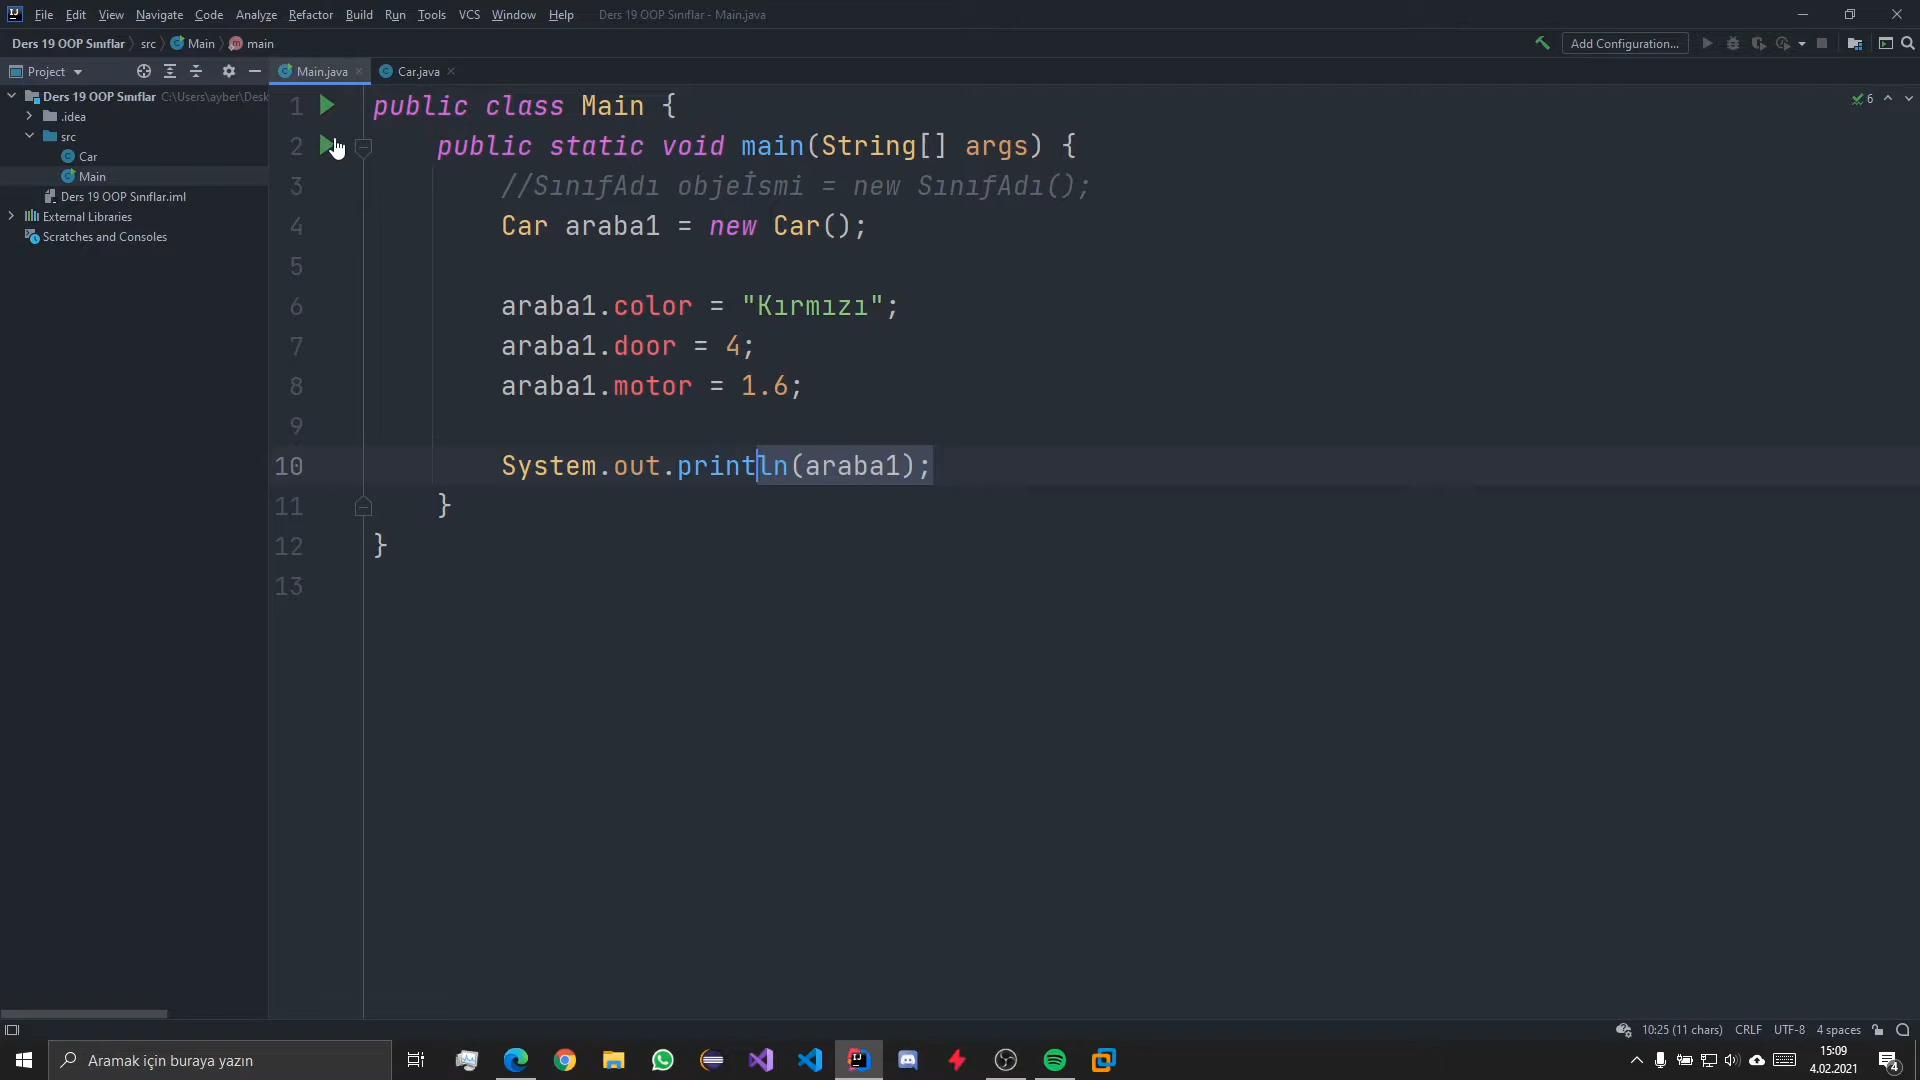 File Edit View Navigate Code Analyze Refactor Build Run Tools VCS Window Help Ders 19 OOP Sınıflar - Main.java
Ders 19 OOP Sınıflar src Main main
Add Configuration...
Project
Main.java
Car.java
Ders 19 OOP Sınıflar C:\Users\ayber\Desk
.idea
src
Car
Main
Ders 19 OOP Sınıflar.iml
External Libraries
Scratches and Consoles
6
1 public class Main {
2 public static void main(String[] args) {
3 //SınıfAdı objeİsmi = new SınıfAdı();
4 Car araba1 = new Car();
5
6 araba1.color = "Kırmızı";
7 araba1.door = 4;
8 araba1.motor = 1.6;
9
10 System.out.println(araba1);
11 }
12 }
13
10:25 (11 chars) CRLF UTF-8 4 spaces
Aramak için buraya yazın
15:09
4.02.2021
4